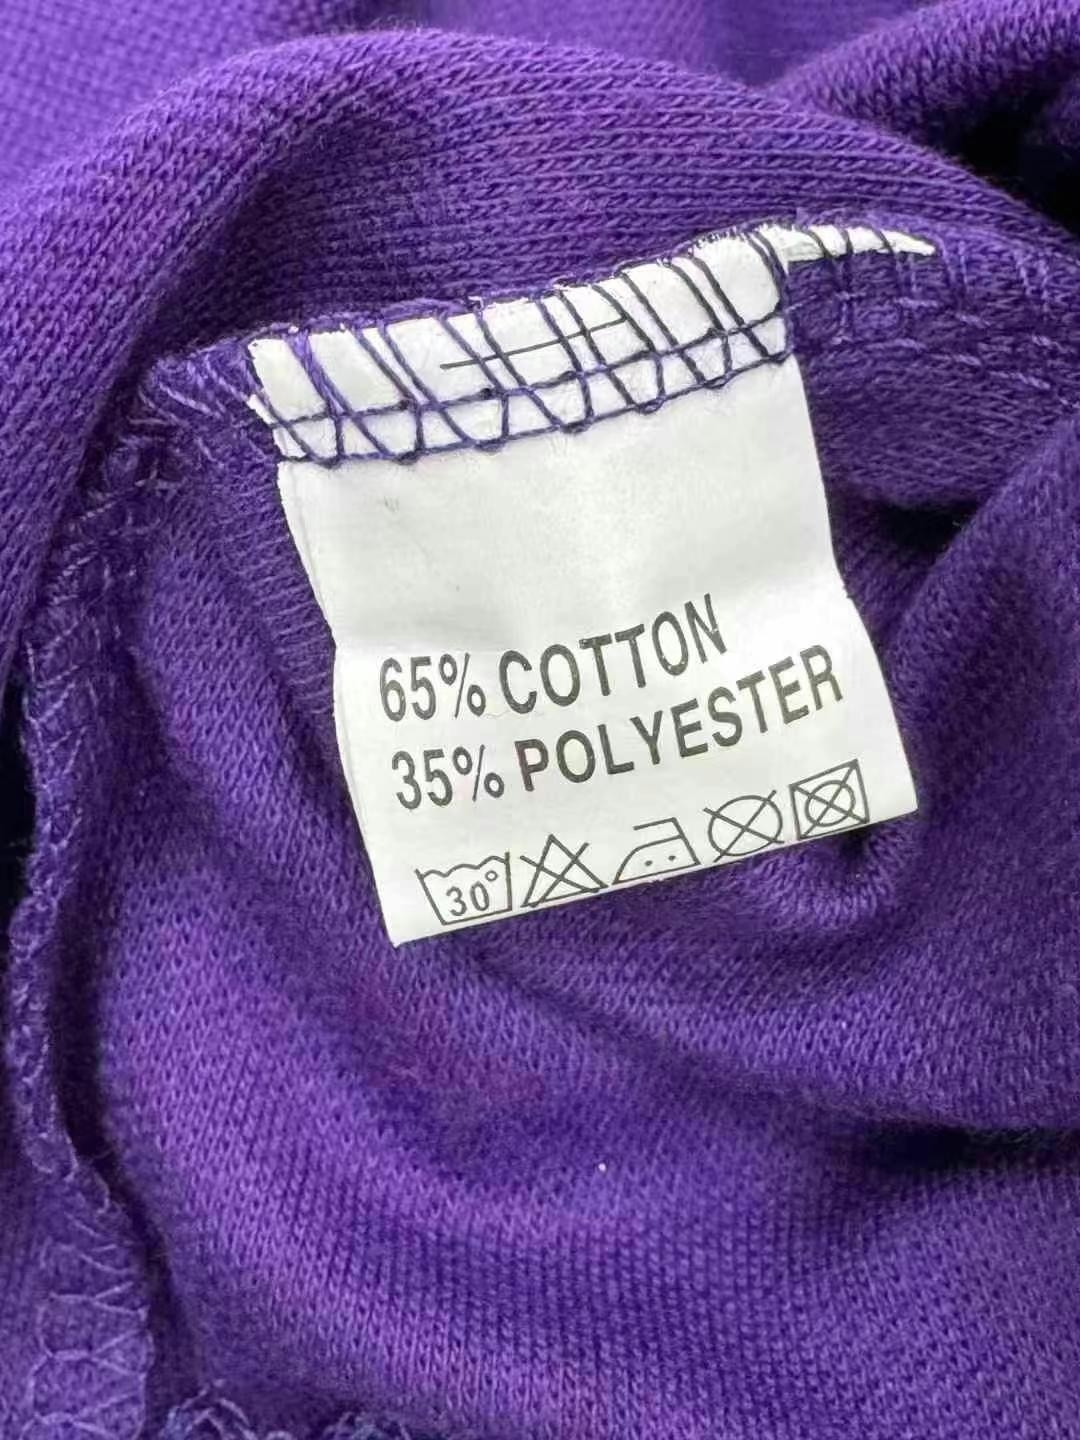 65% COTTON
35% POLYESTER
30°